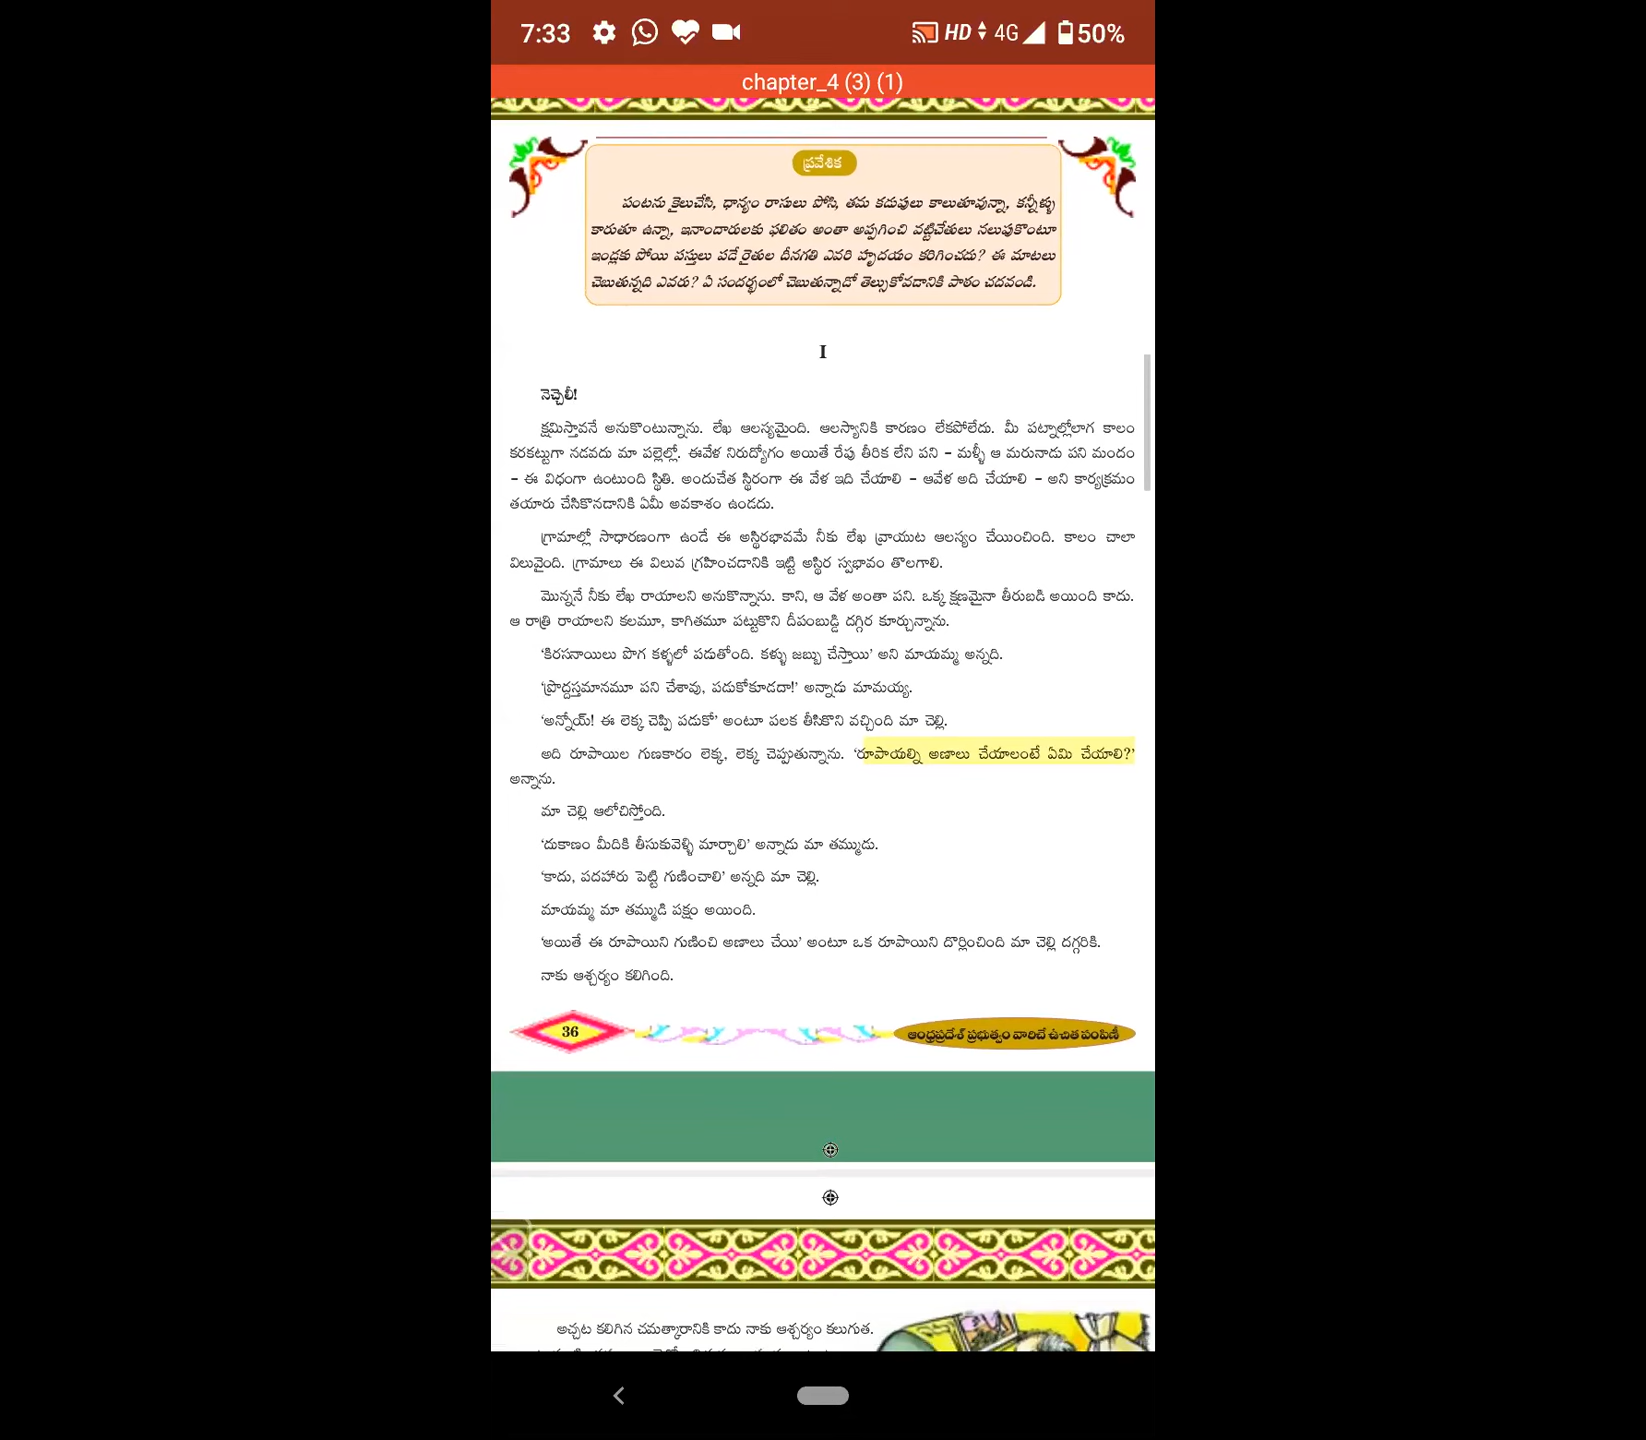 7:33 HD 4G 50%
chapter_4 (3) (1)
ప్రవేశిక
పంటను కైలుచేసి, ధాన్యం రాసులు పోసి, తమ కడుపులు కాలుతూవున్నా, కన్నీళ్ళు
కారుతూ ఉన్నా, ఇనాందారులకు ఫలితం అంతా అప్పగించి వట్టిచేతులు నలుపుకొంటూ
ఇండ్లకు పోయి పస్తులు పడే రైతుల దీనగతి ఎవరి హృదయం కరిగించదు? ఈ మాటలు
చెబుతున్నది ఎవరు? ఏ సందర్భంలో చెబుతున్నాడో తెల్సుకోవడానికి పాఠం చదవండి.
I
నెచ్చెలీ!
క్షమిస్తావనే అనుకొంటున్నాను. లేఖ ఆలస్యమైంది. ఆలస్యానికి కారణం లేకపోలేదు. మీ పట్నాల్లోలాగ కాలం
కరకట్టుగా నడవదు మా పల్లెల్లో. ఈవేళ నిరుద్యోగం అయితే రేపు తీరిక లేని పని - మళ్ళీ ఆ మరునాడు పని మందం
- ఈ విధంగా ఉంటుంది స్థితి. అందుచేత స్థిరంగా ఈ వేళ ఇది చేయాలి - ఆవేళ అది చేయాలి - అని కార్యక్రమం
తయారు చేసికొనడానికి ఏమీ అవకాశం ఉండదు.
గ్రామాల్లో సాధారణంగా ఉండే ఈ అస్థిరభావమే నీకు లేఖ వ్రాయుట ఆలస్యం చేయించింది. కాలం చాలా
విలువైంది. గ్రామాలు ఈ విలువ గ్రహించడానికి ఇట్టి అస్థిర స్వభావం తొలగాలి.
మొన్ననే నీకు లేఖ రాయాలని అనుకొన్నాను. కాని, ఆ వేళ అంతా పని. ఒక్క క్షణమైనా తీరుబడి అయింది కాదు.
ఆ రాత్రి రాయాలని కలమూ, కాగితమూ పట్టుకొని దీపంబుడ్డి దగ్గిర కూర్చున్నాను.
‘కిరసనాయిలు పొగ కళ్ళలో పడుతోంది. కళ్ళు జబ్బు చేస్తాయి’ అని మాయమ్మ అన్నది.
‘ప్రొద్దస్తమానమూ పని చేశావు, పడుకోకూడదా!’ అన్నాడు మామయ్య.
‘అన్నోయ్! ఈ లెక్క చెప్పి పడుకో’ అంటూ పలక తీసికొని వచ్చింది మా చెల్లి.
అది రూపాయిల గుణకారం లెక్క, లెక్క చెప్పుతున్నాను. ‘రూపాయల్ని అణాలు చేయాలంటే ఏమి చేయాలి?’
అన్నాను.
మా చెల్లి ఆలోచిస్తోంది.
‘దుకాణం మీదికి తీసుకువెళ్ళి మార్చాలి’ అన్నాడు మా తమ్ముడు.
‘కాదు, పదహారు పెట్టి గుణించాలి’ అన్నది మా చెల్లి.
మాయమ్మ మా తమ్ముడి పక్షం అయింది.
‘అయితే ఈ రూపాయిని గుణించి అణాలు చేయి’ అంటూ ఒక రూపాయిని దొర్లించింది మా చెల్లి దగ్గరికి.
నాకు ఆశ్చర్యం కలిగింది.
36
ఆంధ్రప్రదేశ్ ప్రభుత్వం వారిచే ఉచిత పంపిణీ
అచ్చట కలిగిన చమత్కారానికి కాదు నాకు ఆశ్చర్యం కలుగుత.